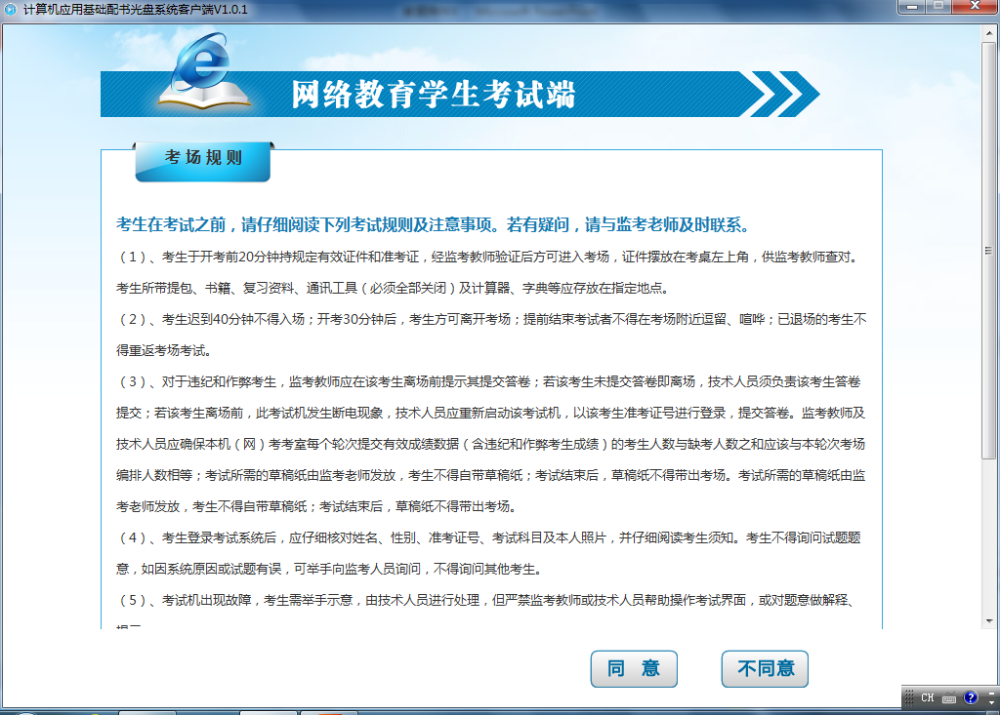 计算机应用基础配书光盘系统客户端V1.0.1
网络教育学生考试端
考场规则
考生在考试之前，请仔细阅读下列考试规则及注意事项。若有疑问，请与监考老师及时联系。
（1）、考生于开考前20分钟持规定有效证件和准考证，经监考教师验证后方可进入考场，证件摆放在考桌左上角，供监考教师查对。
考生所带提包、书籍、复习资料、通讯工具（必须全部关闭）及计算器、字典等应存放在指定地点。
（2）、考生迟到40分钟不得入场；开考30分钟后，考生方可离开考场；提前结束考试者不得在考场附近逗留、喧哗；已退场的考生不
得重返考场考试。
（3）、对于违纪和作弊考生，监考教师应在该考生离场前提示其提交答卷；若该考生未提交答卷即离场，技术人员须负责该考生答卷
提交；若该考生离场前，此考试机发生断电现象，技术人员应重新启动该考试机，以该考生准考证号进行登录，提交答卷。监考教师及
技术人员应确保本机（网）考考室每个轮次提交有效成绩数据（含违纪和作弊考生成绩）的考生人数与缺考人数之和应该与本轮次考场
编排人数相等；考试所需的草稿纸由监考老师发放，考生不得自带草稿纸；考试结束后，草稿纸不得带出考场。考试所需的草稿纸由监
考老师发放，考生不得自带草稿纸；考试结束后，草稿纸不得带出考场。
（4）、考生登录考试系统后，应仔细核对姓名、性别、准考证号、考试科目及本人照片，并仔细阅读考生须知。考生不得询问试题题
意，如因系统原因或试题有误，可举手向监考人员询问，不得询问其他考生。
（5）、考试机出现故障，考生需举手示意，由技术人员进行处理，但严禁监考教师或技术人员帮助操作考试界面，或对题意做解释、
同 意
不同意
CH